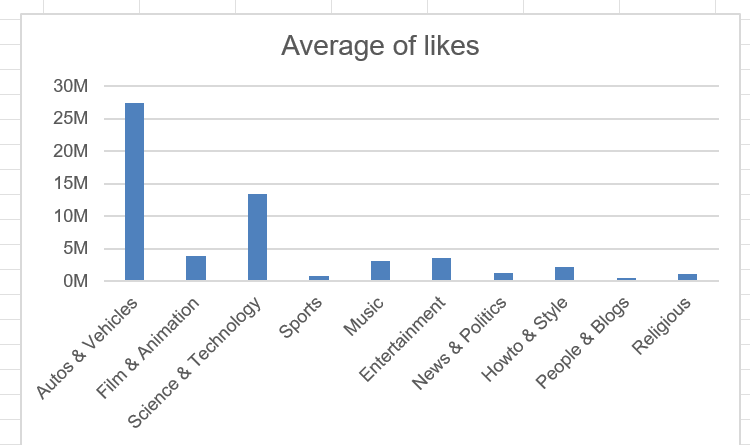 Average of likes
30M
25M
20M
15M
10M
5M
0M
Autos & Vehicles
Film & Animation
Science & Technology
Sports
Music
Entertainment
News & Politics
Howto & Style
People & Blogs
Religious